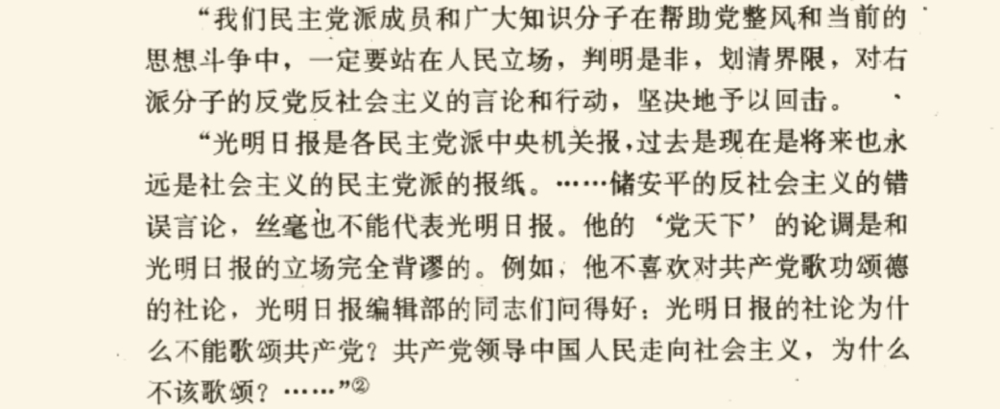 “我们民主党派成员和广大知识分子在帮助党整风和当前的
思想斗争中，一定要站在人民立场，判明是非，划清界限，对右
派分子的反党反社会主义的言论和行动，坚决地予以回击。
“光明日报是各民主党派中央机关报，过去是现在是将来也永
远是社会主义的民主党派的报纸。……储安平的反社会主义的错
误言论，丝毫也不能代表光明日报。他的‘党天下’的论调是和
光明日报的立场完全背谬的。例如，他不喜欢对共产党歌功颂德
的社论，光明日报编辑部的同志们问得好：光明日报的社论为什
么不能歌颂共产党？共产党领导中国人民走向社会主义，为什么
不该歌颂？……”②